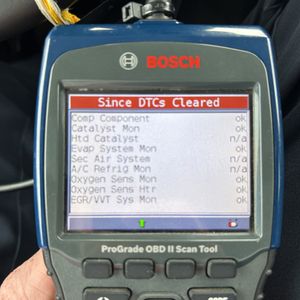 BOSCH
Since DTCs Cleared
Comp Component ok
Catalyst Mon ok
Htd Catalyst n/a
Evap System Mon ok
Sec Air System n/a
A/C Refrig Mon n/a
Oxygen Sens Mon ok
Oxygen Sens Htr ok
EGR/VVT Sys Mon ok
ProGrade OBD II Scan Tool